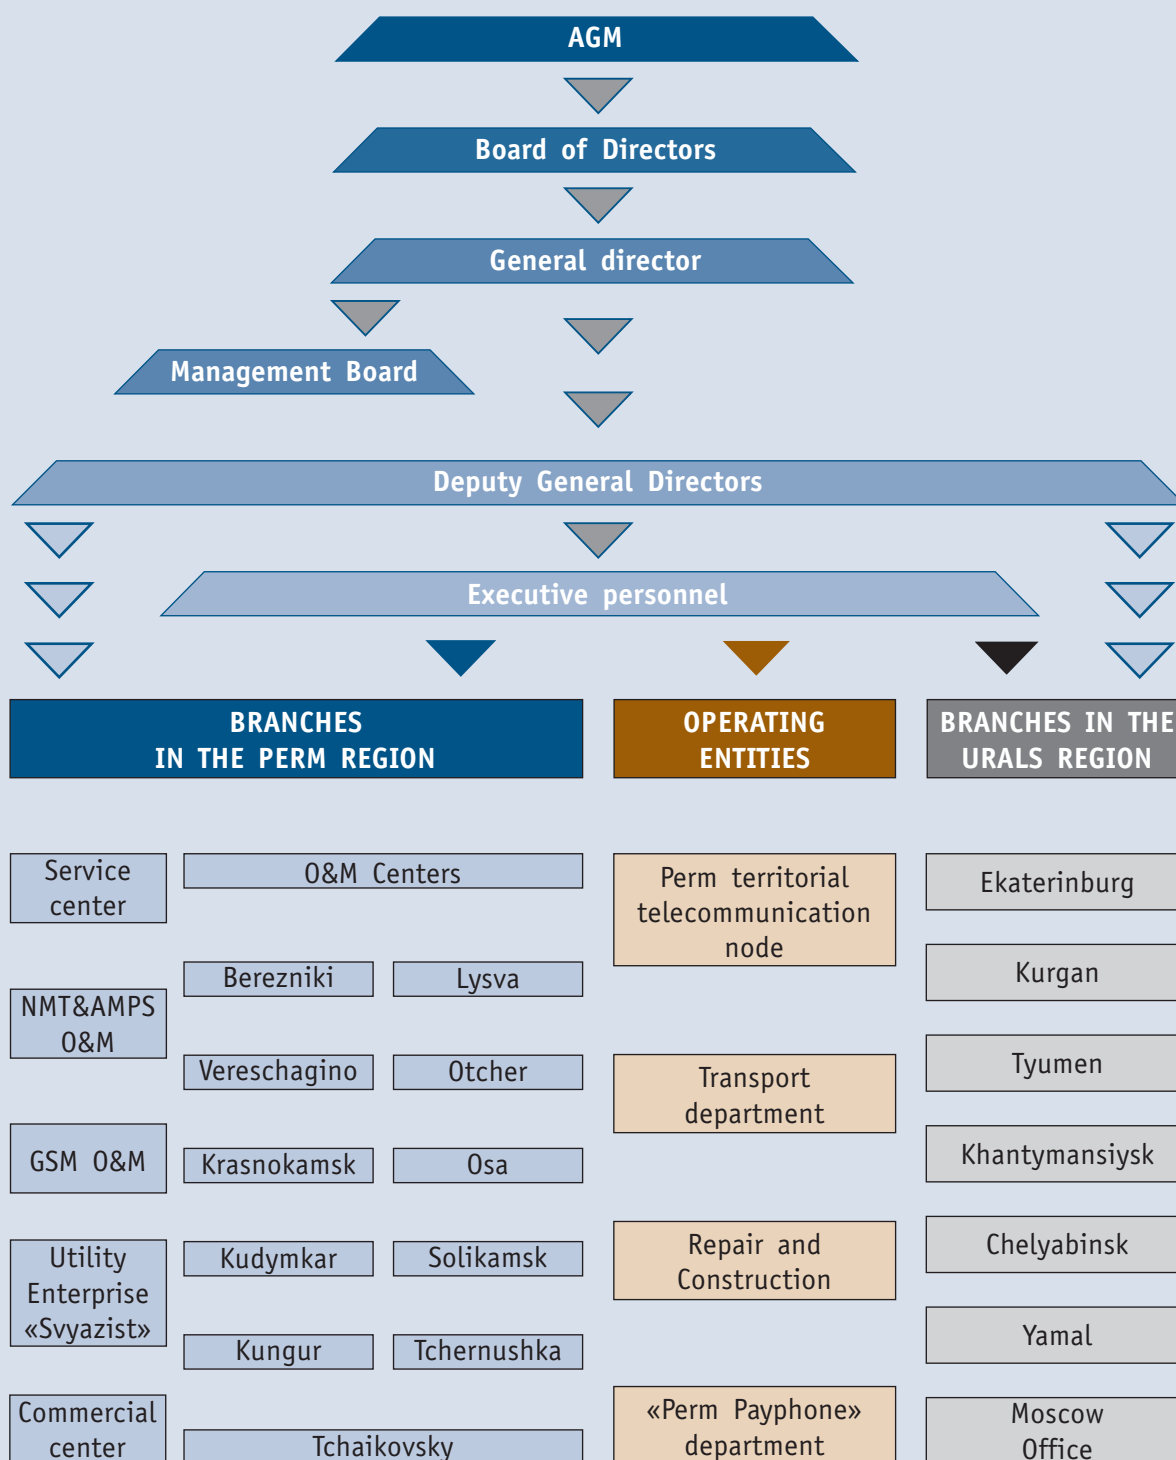 AGM
Board of Directors
General director
Management Board
Deputy General Directors
Executive personnel
BRANCHES
IN THE PERM REGION
OPERATING
ENTITIES
BRANCHES IN THE
URALS REGION
Service
center
NMT&AMPS
O&M
GSM O&M
Utility
Enterprise
«Svyazist»
Commercial
center
O&M Centers
Berezniki
Lysva
Vereschagino
Otcher
Krasnokamsk
Osa
Kudymkar
Solikamsk
Kungur
Tchernushka
Tchaikovsky
Perm territorial
telecommunication
node
Transport
department
Repair and
Construction
«Perm Payphone»
department
Ekaterinburg
Kurgan
Tyumen
Khantymansiysk
Chelyabinsk
Yamal
Moscow
Office